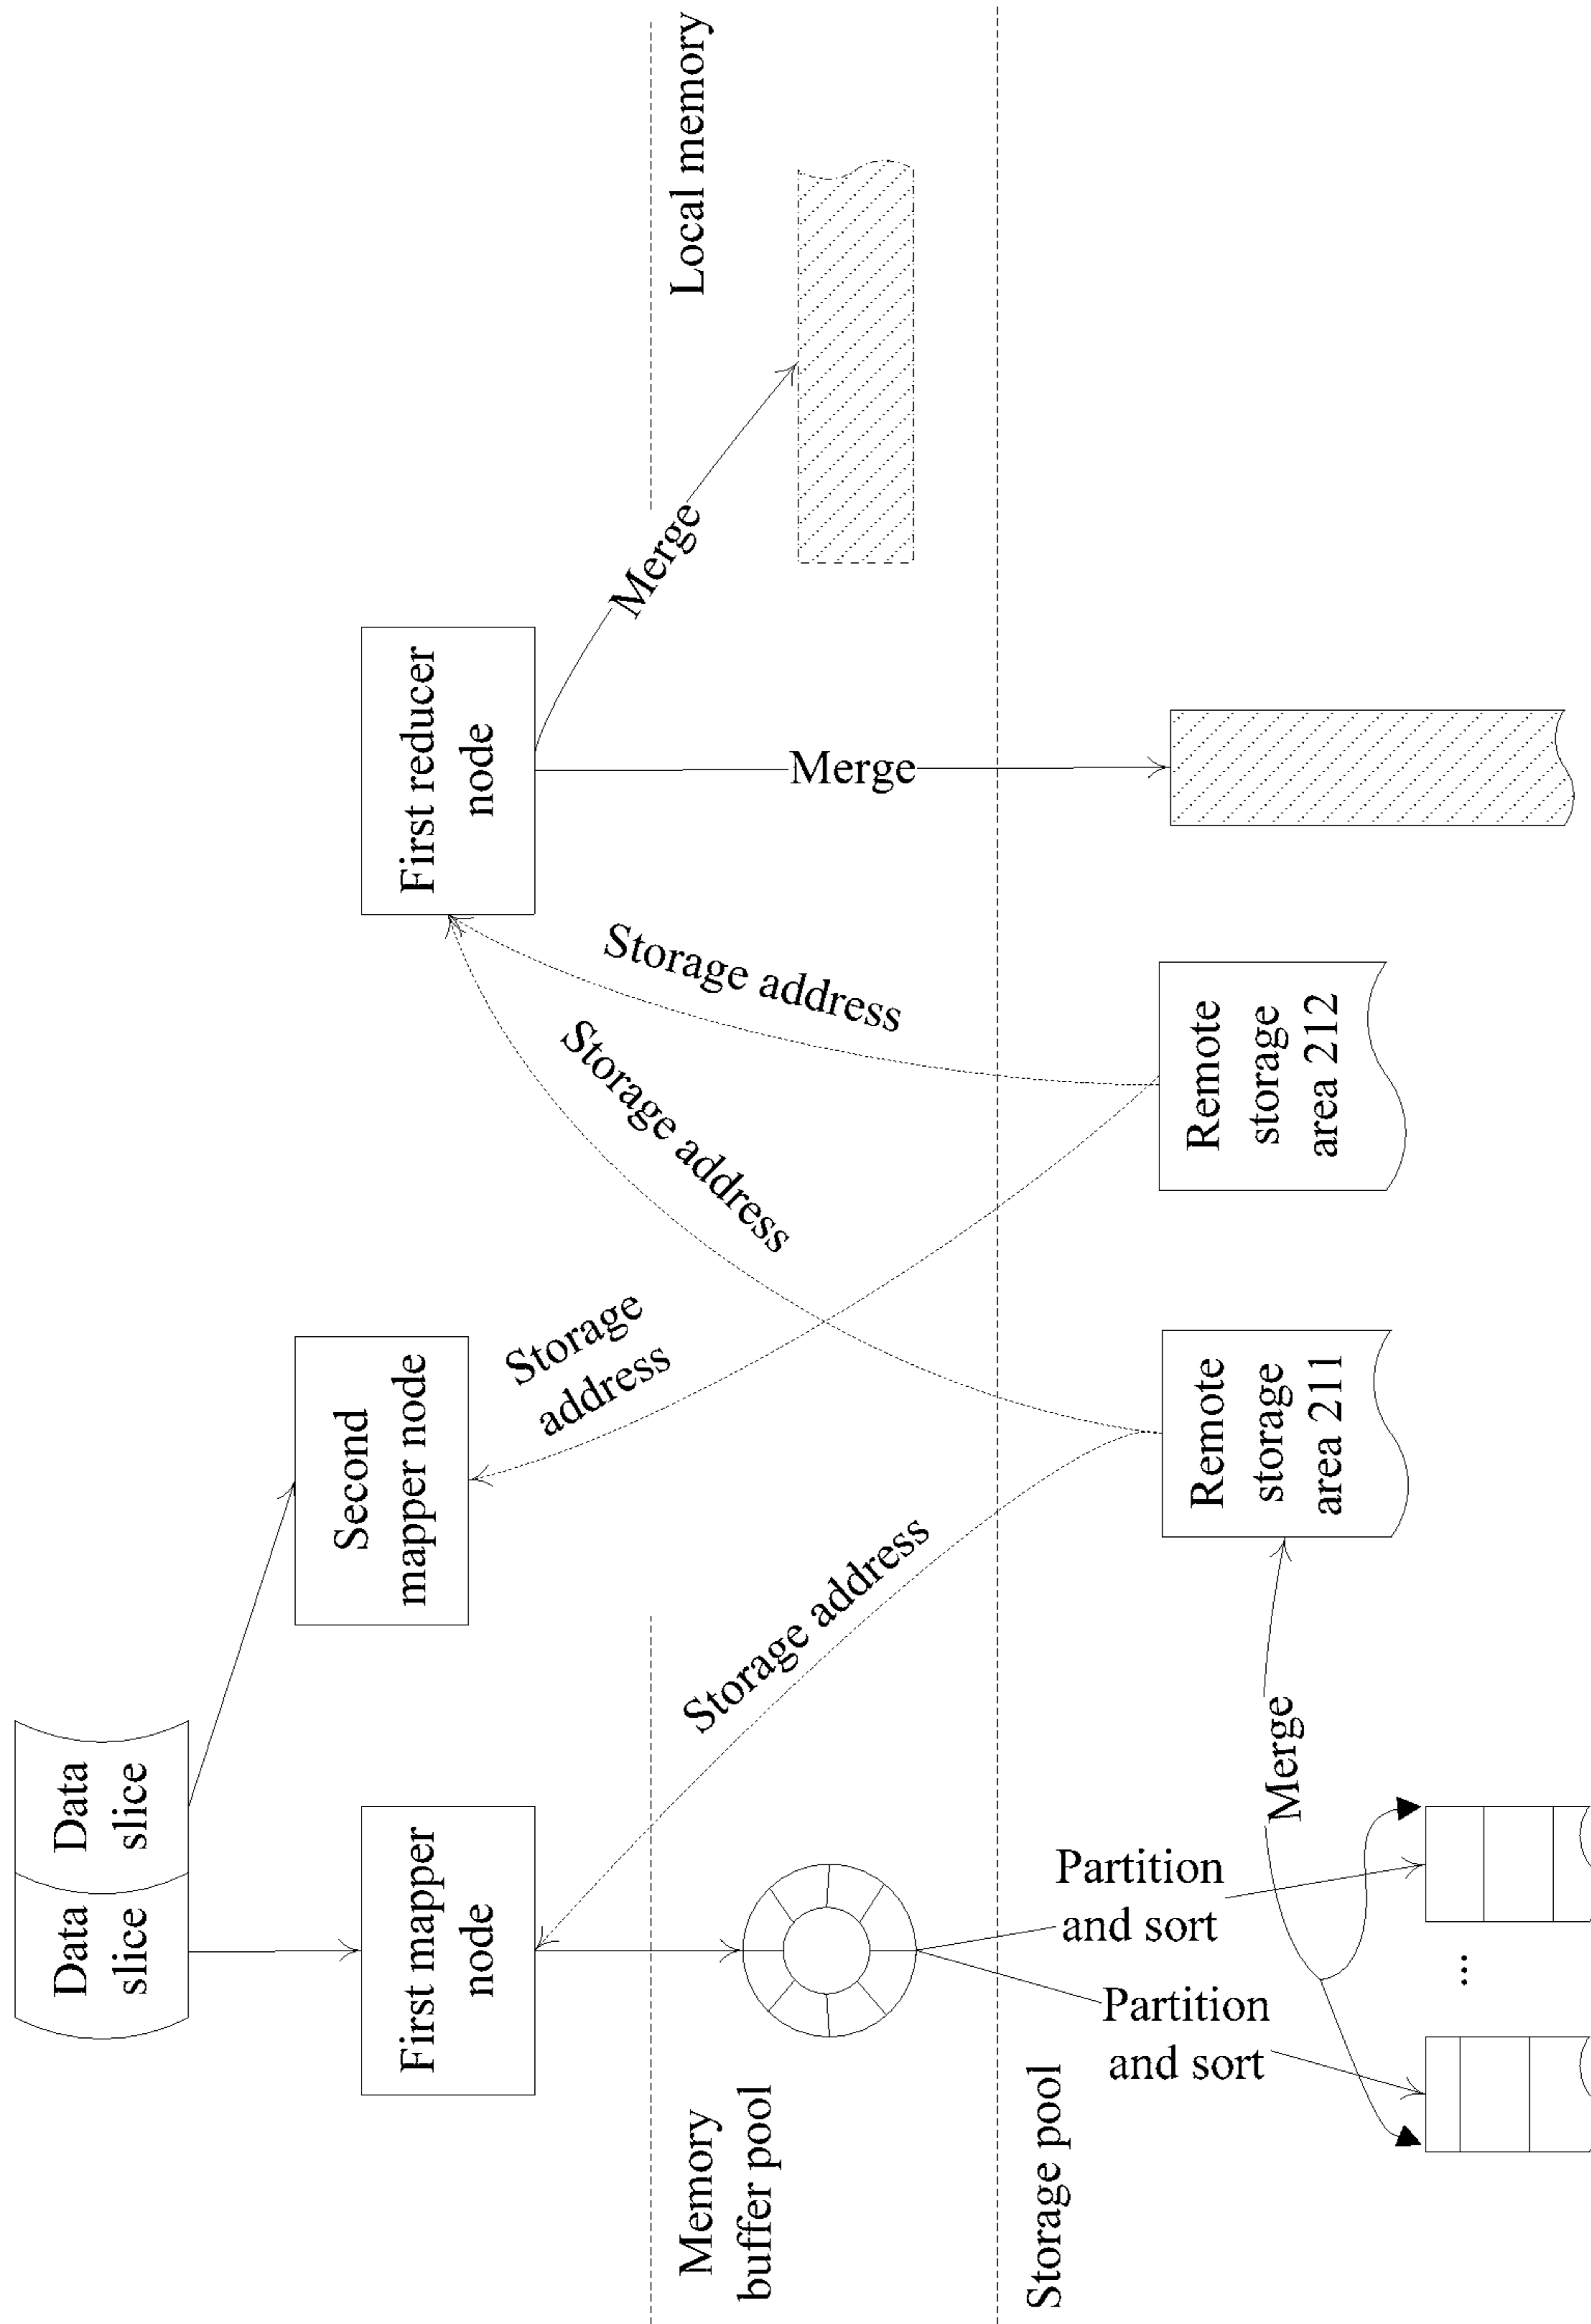 Data
slice
Data
slice
First mapper
node
Second
mapper node
First reducer
node
Memory
buffer pool
Local memory
Storage address
Storage
address
Storage address
Storage address
Merge
Merge
Storage pool
Partition
and sort
Partition
and sort
Merge
Remote
storage
area 211
Remote
storage
area 212
...